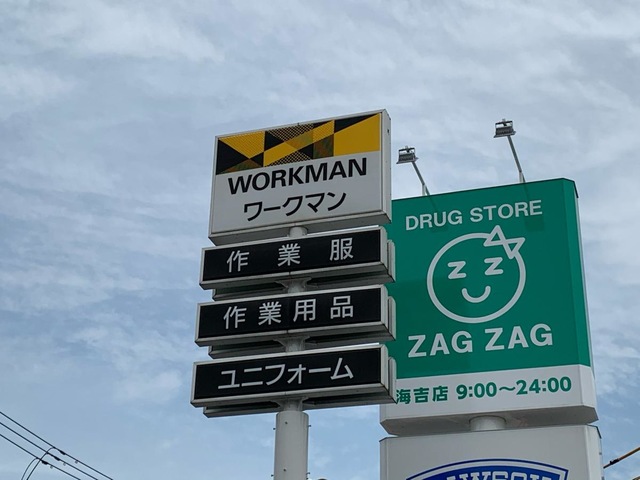 WORKMAN
ワークマン
作業服
作業用品
ユニフォーム
DRUG STORE
ZZ
ZAG ZAG
海吉店 9:00〜24:00